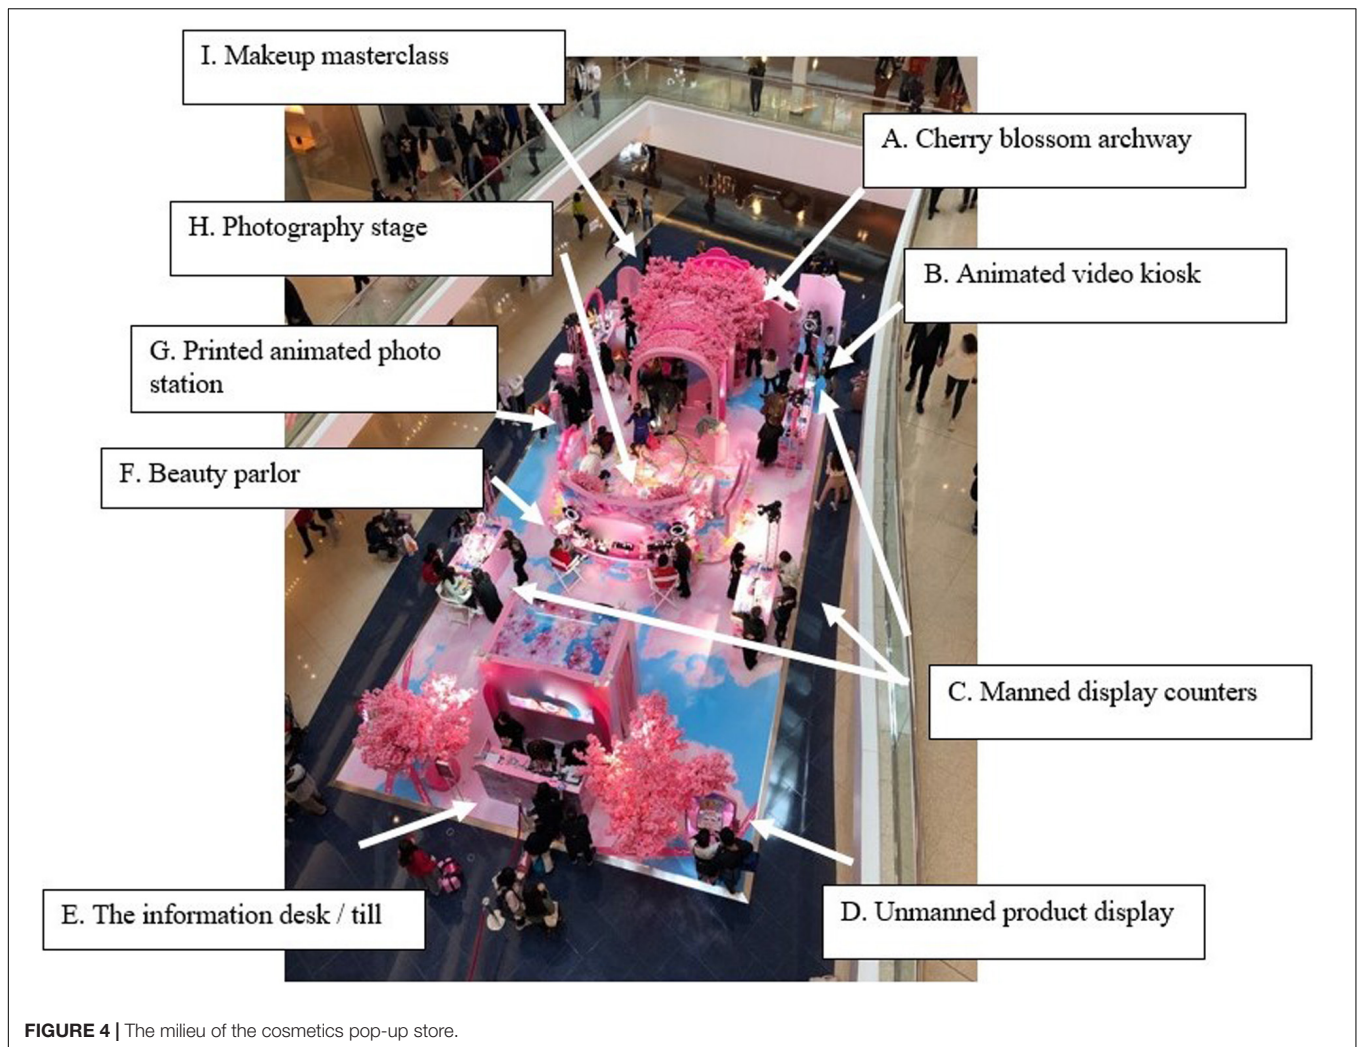 I. Makeup masterclass
A. Cherry blossom archway
H. Photography stage
B. Animated video kiosk
G. Printed animated photo
station
F. Beauty parlor
C. Manned display counters
E. The information desk / till
D. Unmanned product display
FIGURE 4 | The milieu of the cosmetics pop-up store.